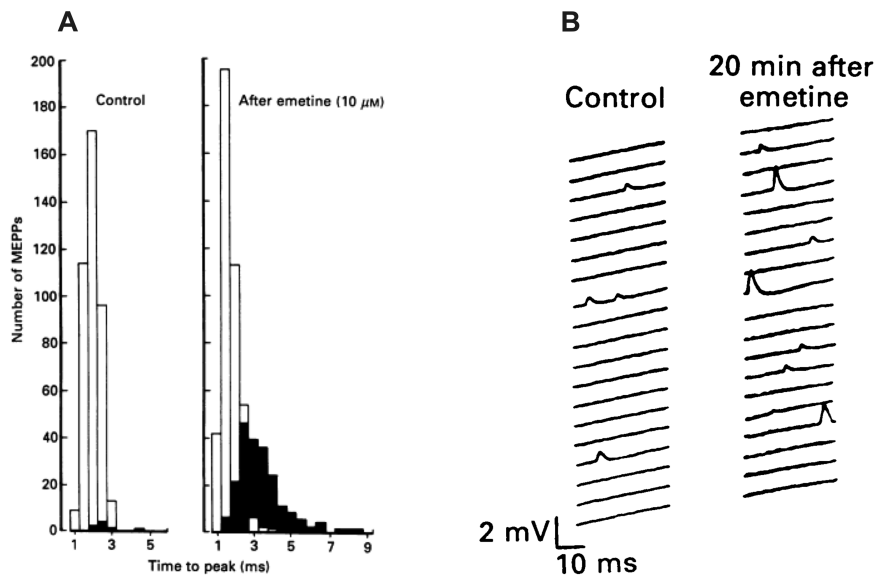 A
B
200
180
160
140
120
100
80
60
40
20
0
Number of MEPPs
Control
After emetine (10 μM)
1 3 5
1 3 5 7 9
Time to peak (ms)
Control
20 min after
emetine
2 mV
10 ms